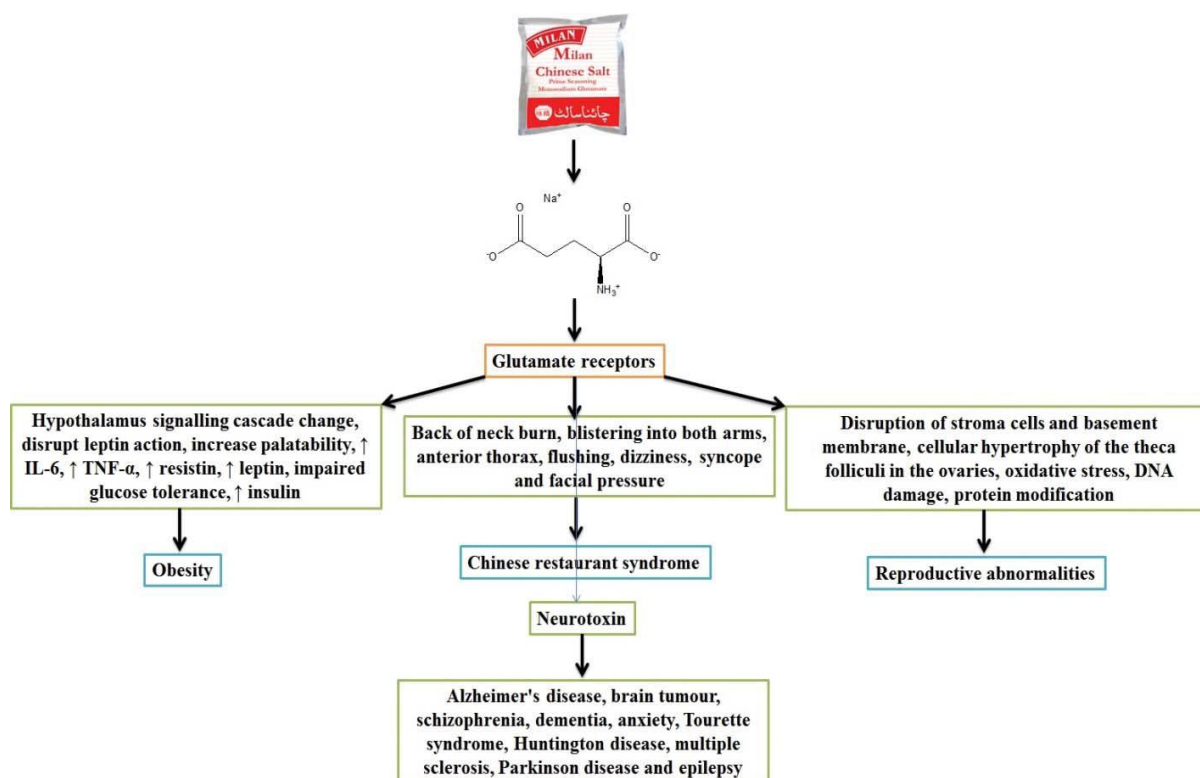 MILAN
Milan
Chinese Salt
Prime Seasoning
Monosodium Glutamate
چائنا سالٹ
Na+
O
O
-O
O-
NH3+
Glutamate receptors
Hypothalamus signalling cascade change,
disrupt leptin action, increase palatability, ↑
IL-6, ↑ TNF-α, ↑ resistin, ↑ leptin, impaired
glucose tolerance, ↑ insulin
Back of neck burn, blistering into both arms,
anterior thorax, flushing, dizziness, syncope
and facial pressure
Disruption of stroma cells and basement
membrane, cellular hypertrophy of the theca
folliculi in the ovaries, oxidative stress, DNA
damage, protein modification
Obesity
Chinese restaurant syndrome
Reproductive abnormalities
Neurotoxin
Alzheimer's disease, brain tumour,
schizophrenia, dementia, anxiety, Tourette
syndrome, Huntington disease, multiple
sclerosis, Parkinson disease and epilepsy